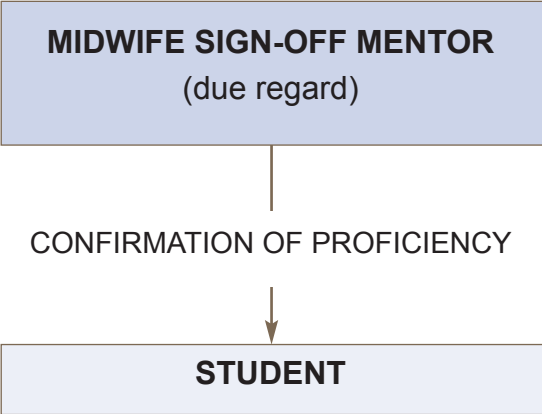 MIDWIFE SIGN-OFF MENTOR
(due regard)
CONFIRMATION OF PROFICIENCY
STUDENT